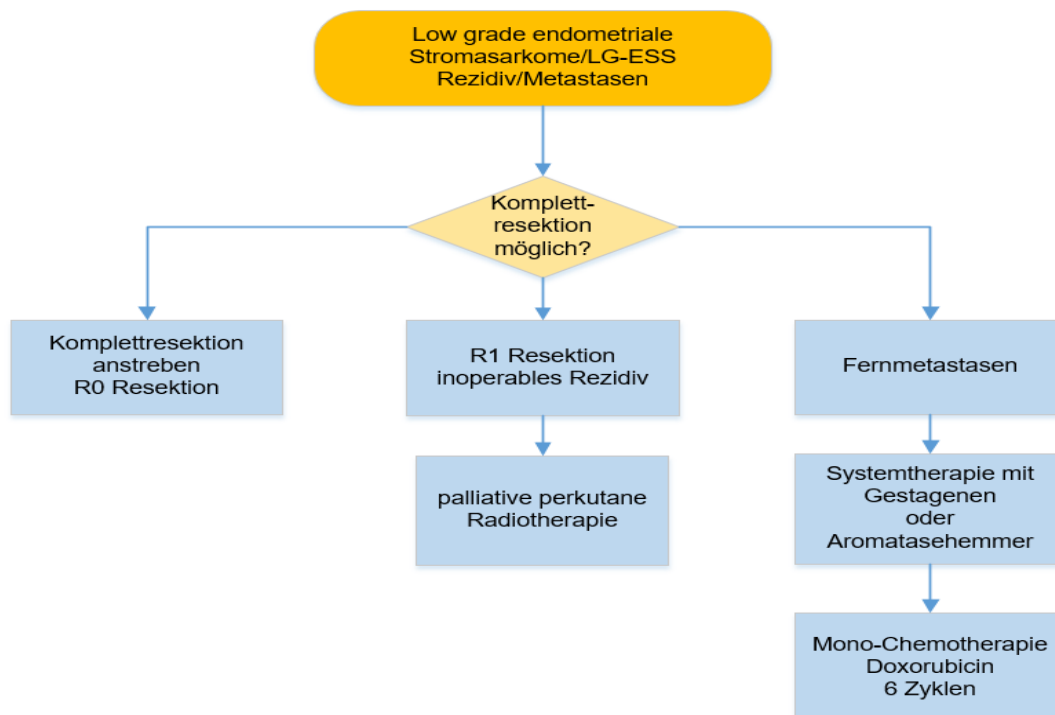 Low grade endometriale
Stromasarkome/LG-ESS
Rezidiv/Metastasen
Komplett-
resektion
möglich?
Komplettresektion
anstreben
R0 Resektion
R1 Resektion
inoperables Rezidiv
Fernmetastasen
palliative perkutane
Radiotherapie
Systemtherapie mit
Gestagenen
oder
Aromatasehemmer
Mono-Chemotherapie
Doxorubicin
6 Zyklen